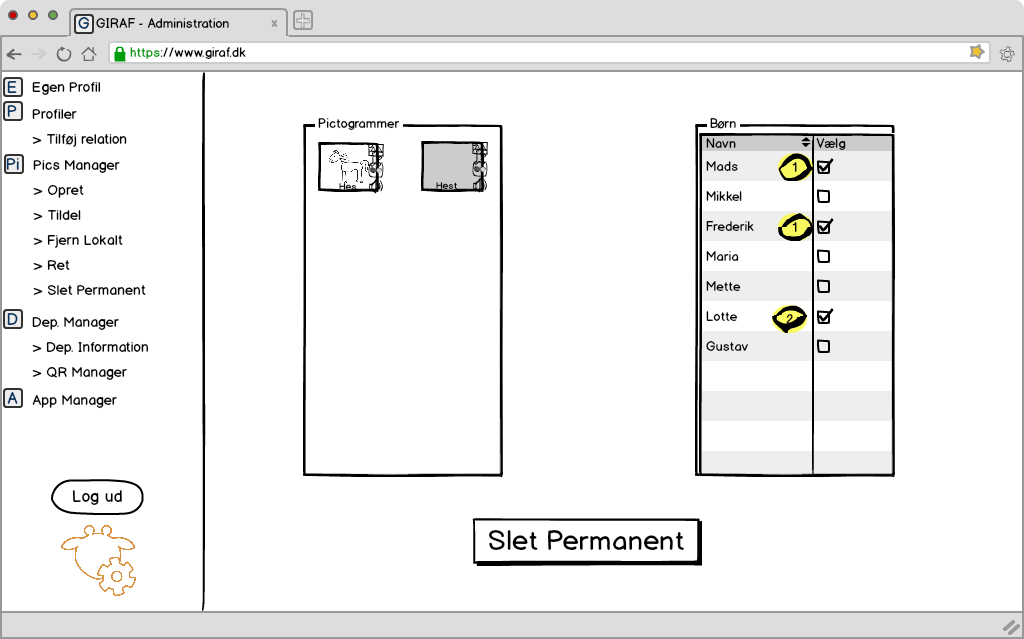 G GIRAF - Administration x
https://www.giraf.dk
E Egen Profil
P Profiler
> Tilføj relation
Pi Pics Manager
> Opret
> Tildel
> Fjern Lokalt
> Ret
> Slet Permanent
D Dep. Manager
> Dep. Information
> QR Manager
A App Manager
Log ud
Pictogrammer
Hes
Hest
Børn
Navn Vælg
Mads 1
Mikkel
Frederik 1
Maria
Mette
Lotte 2
Gustav
Slet Permanent